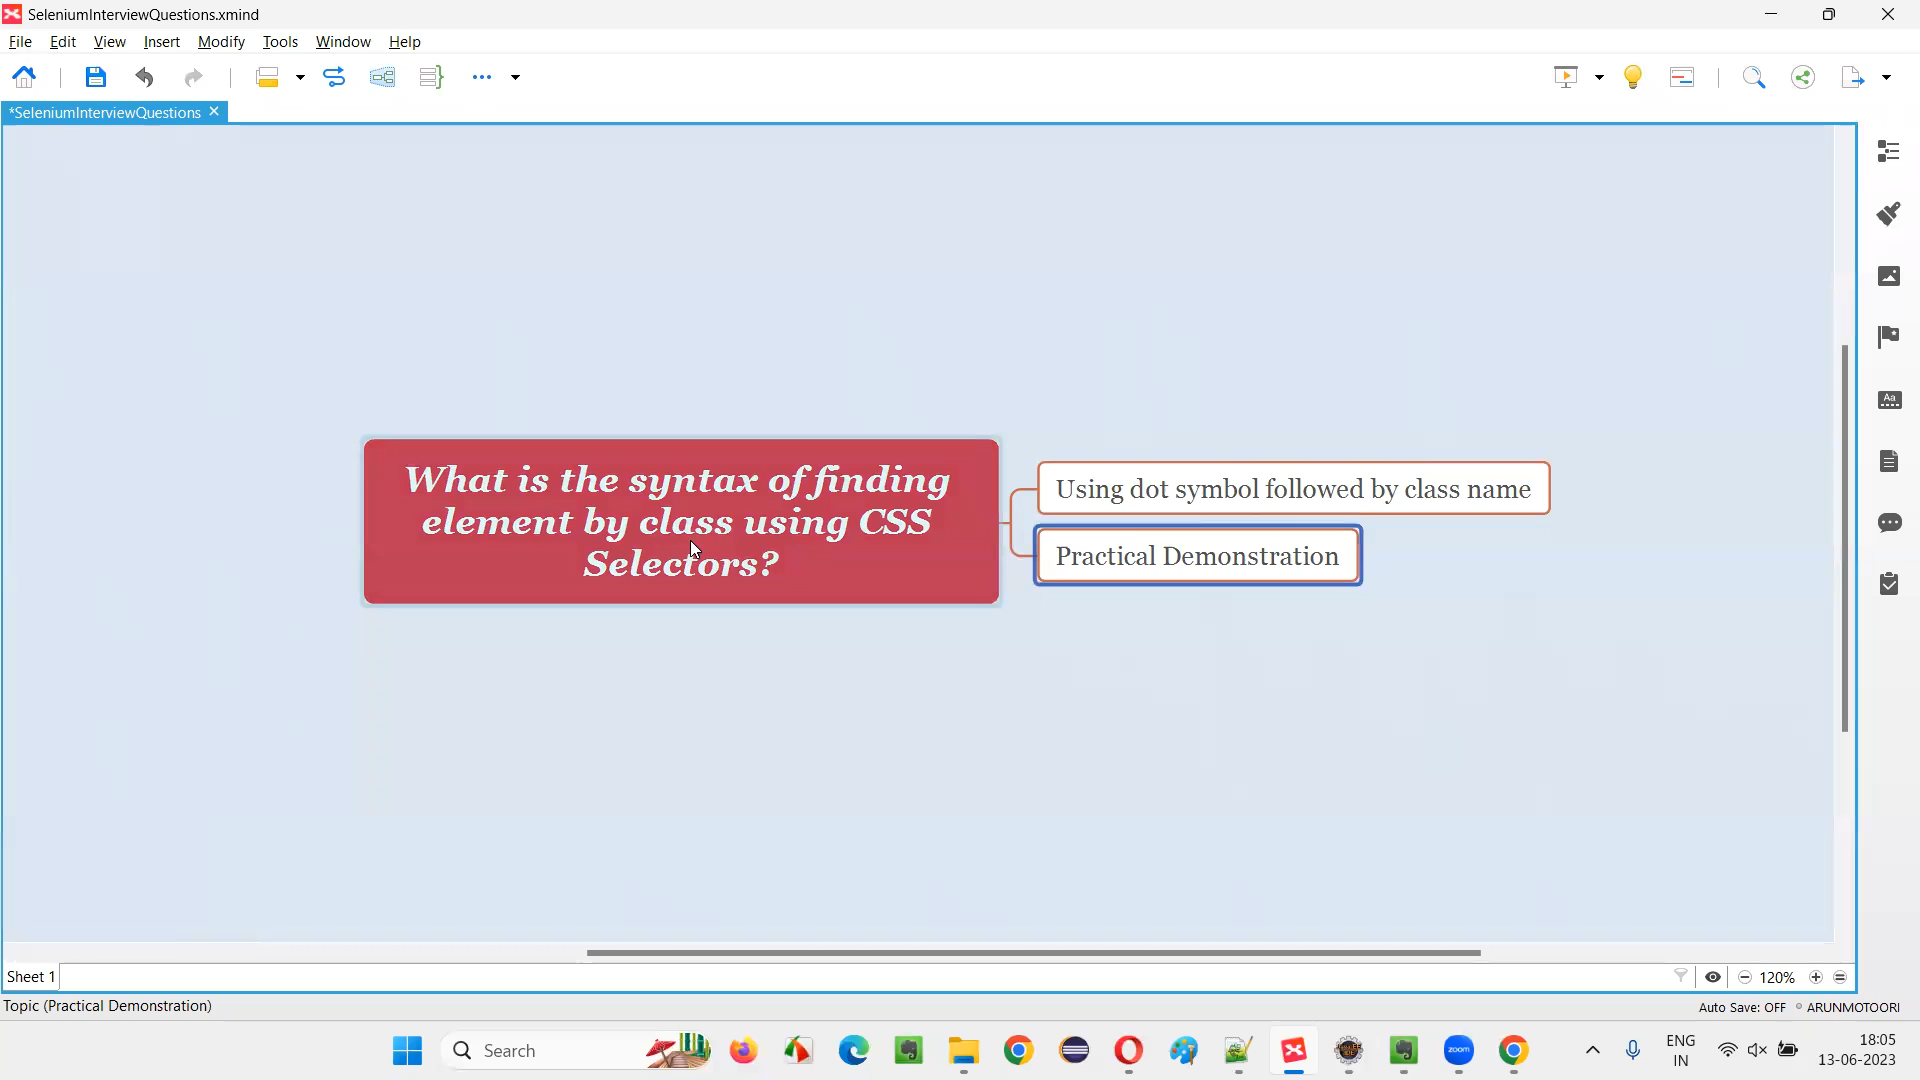 SeleniumInterviewQuestions.xmind
File Edit View Insert Modify Tools Window Help
*SeleniumInterviewQuestions
What is the syntax of finding
element by class using CSS
Selectors?
Using dot symbol followed by class name
Practical Demonstration
Aa
Sheet 1
120%
Topic (Practical Demonstration)
Auto Save: OFF
ARUNMOTOORI
Search
zoom
ENG
IN
18:05
13-06-2023